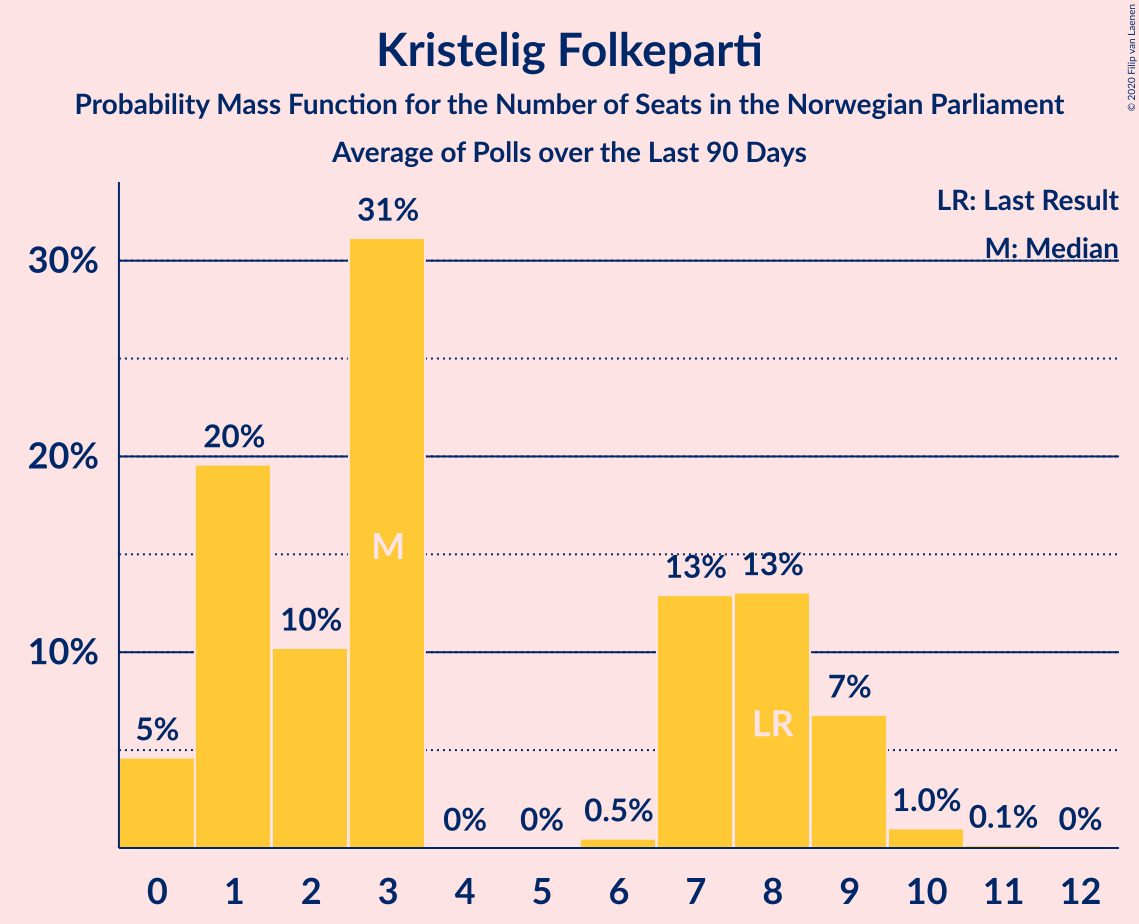 Kristelig Folkeparti
Probability Mass Function for the Number of Seats in the Norwegian Parliament
Average of Polls over the Last 90 Days
© 2020 Filip van Laenen
LR: Last Result
M: Median
30%
20%
10%
5%
20%
10%
31%
0%
0%
0.5%
13%
13%
7%
1.0%
0.1%
0%
M
LR
0 1 2 3 4 5 6 7 8 9 10 11 12